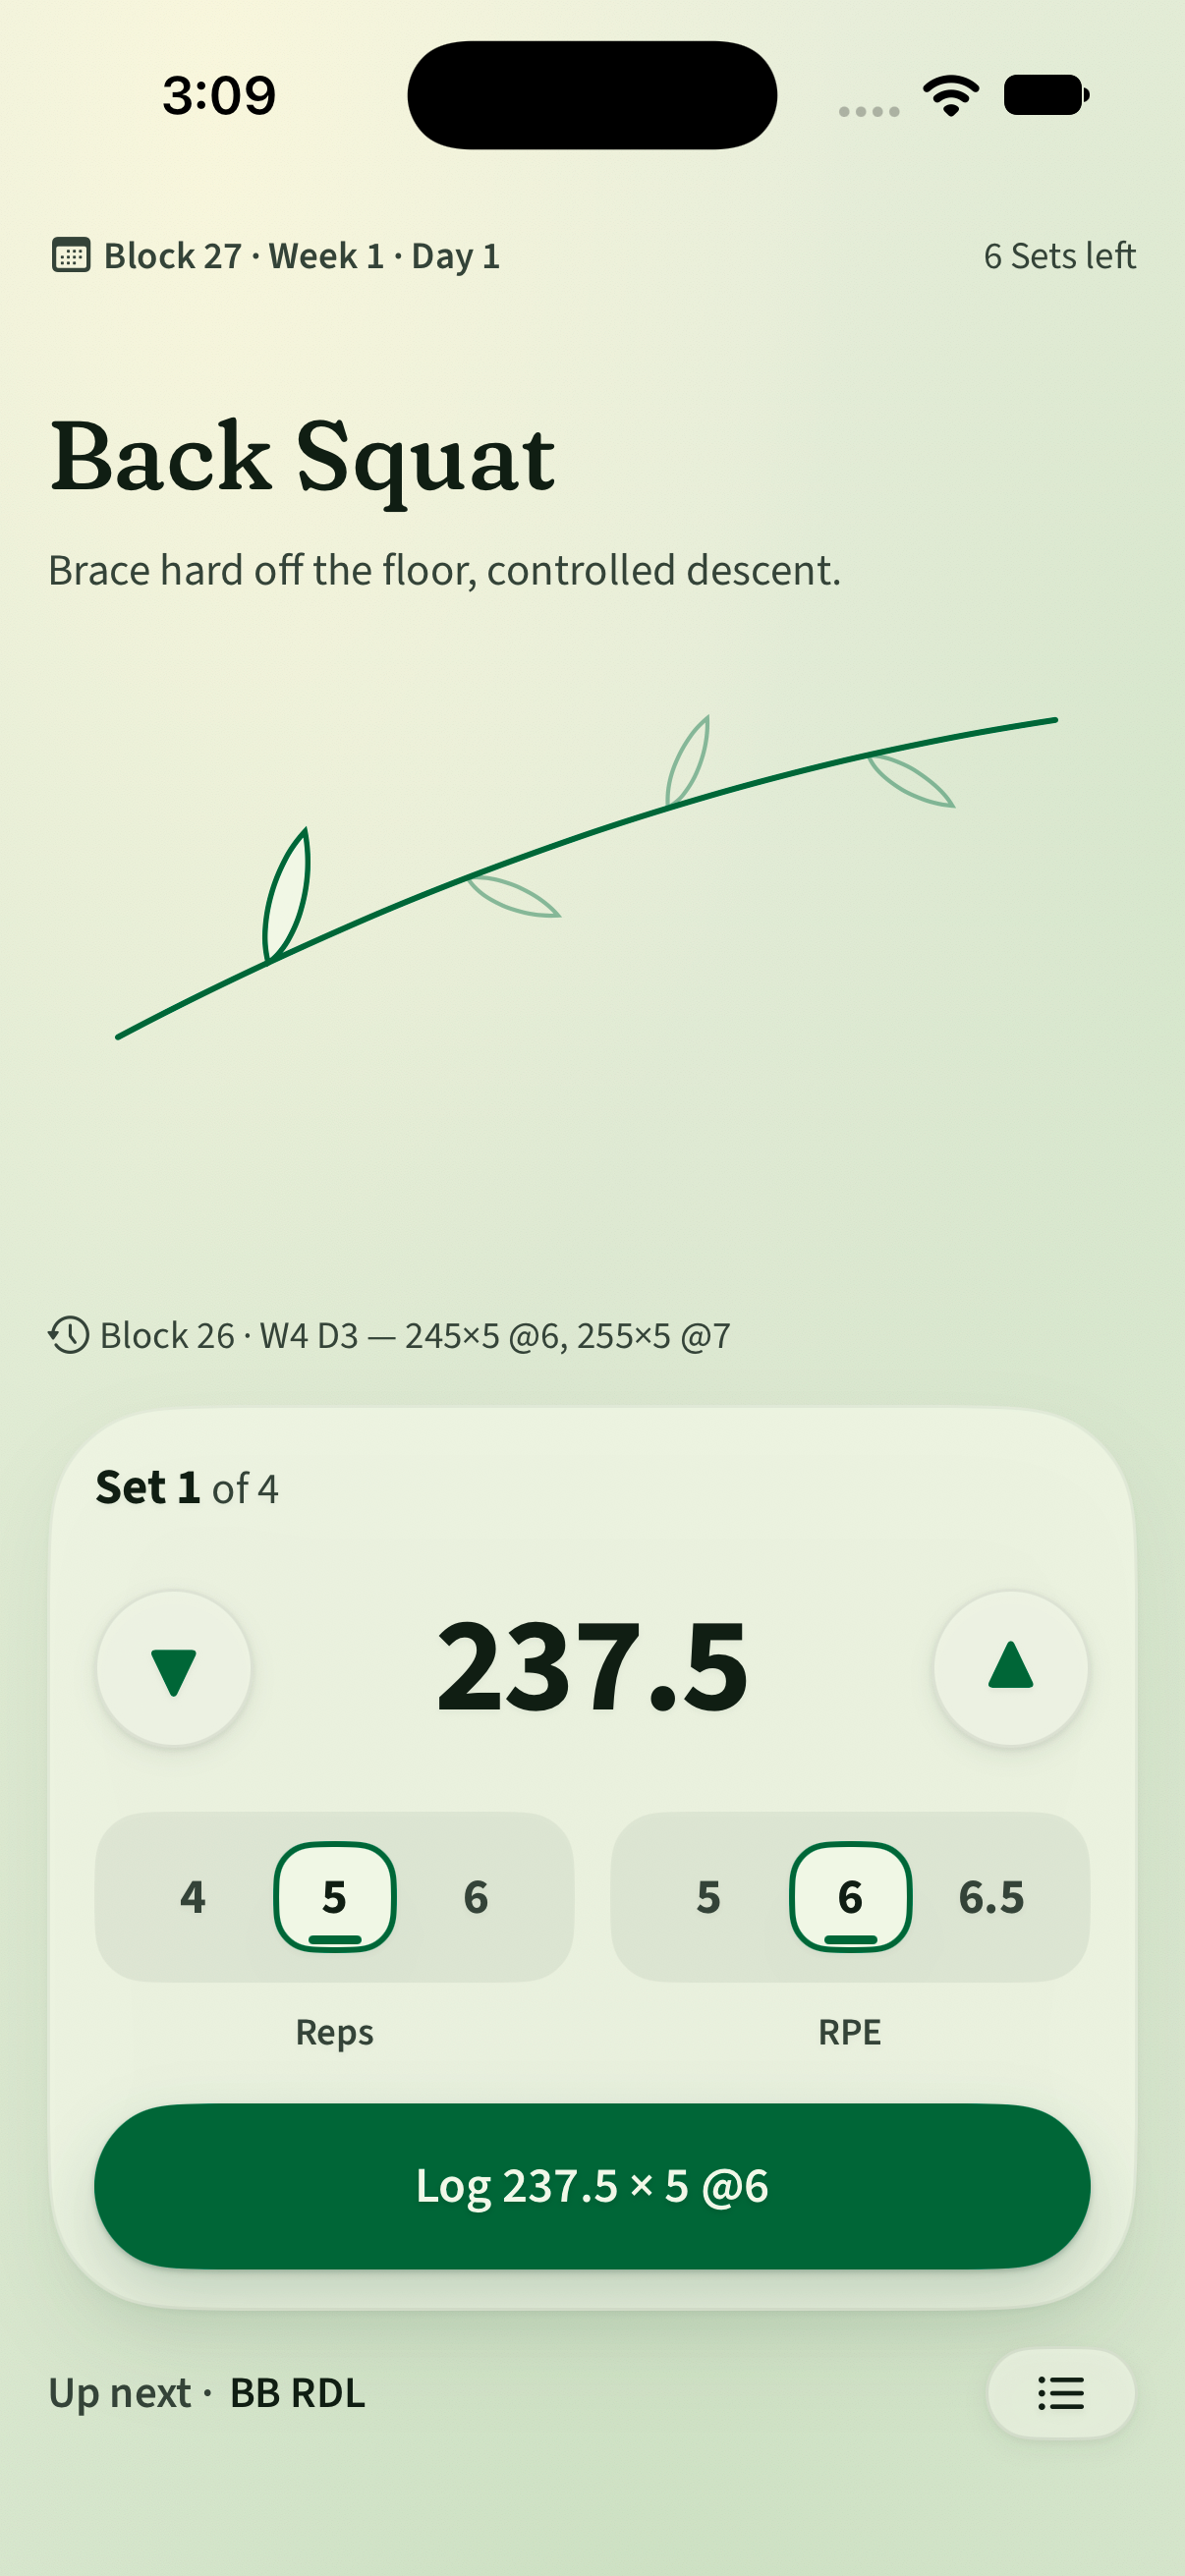 3:09
Block 27 · Week 1 · Day 1
6 Sets left
Back Squat
Brace hard off the floor, controlled descent.
Block 26 · W4 D3 — 245×5 @6, 255×5 @7
Set 1 of 4
237.5
4 5 6
5 6 6.5
Reps
RPE
Log 237.5 × 5 @6
Up next · BB RDL